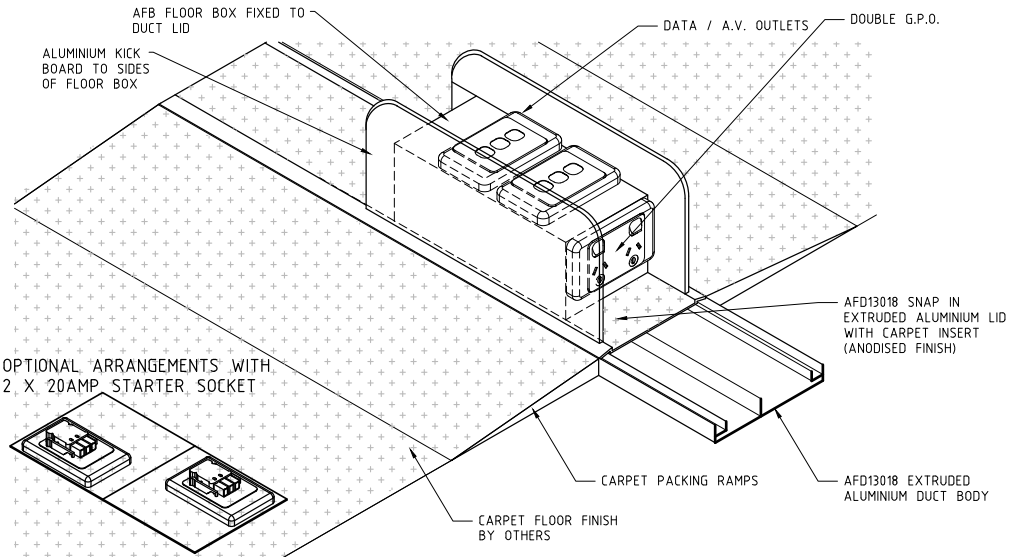 AFB FLOOR BOX FIXED TO
DUCT LID
DATA / A.V. OUTLETS
DOUBLE G.P.O.
ALUMINIUM KICK
BOARD TO SIDES
OF FLOOR BOX
AFD13018 SNAP IN
EXTRUDED ALUMINIUM LID
WITH CARPET INSERT
(ANODISED FINISH)
OPTIONAL ARRANGEMENTS WITH
2 X 20AMP STARTER SOCKET
CARPET PACKING RAMPS
AFD13018 EXTRUDED
ALUMINIUM DUCT BODY
CARPET FLOOR FINISH
BY OTHERS